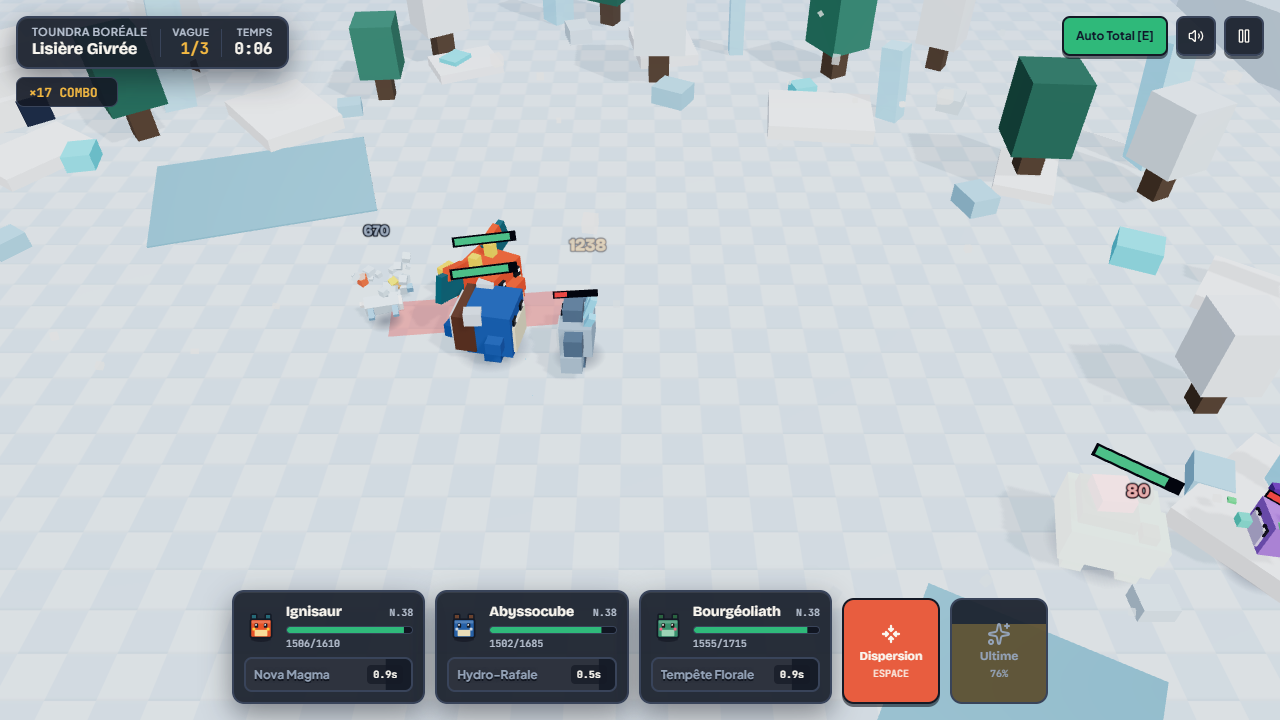 TOUNDRA BORÉALE
Lisière Givrée
VAGUE
1/3
TEMPS
0:06
Auto Total [E]
×17 COMBO
670
1238
80
Ignisaur
N.38
1506/1610
Nova Magma
0.9s
Abyssocube
N.38
1502/1685
Hydro-Rafale
0.5s
Bourgéoliath
N.38
1555/1715
Tempête Florale
0.9s
Dispersion
ESPACE
Ultime
76%